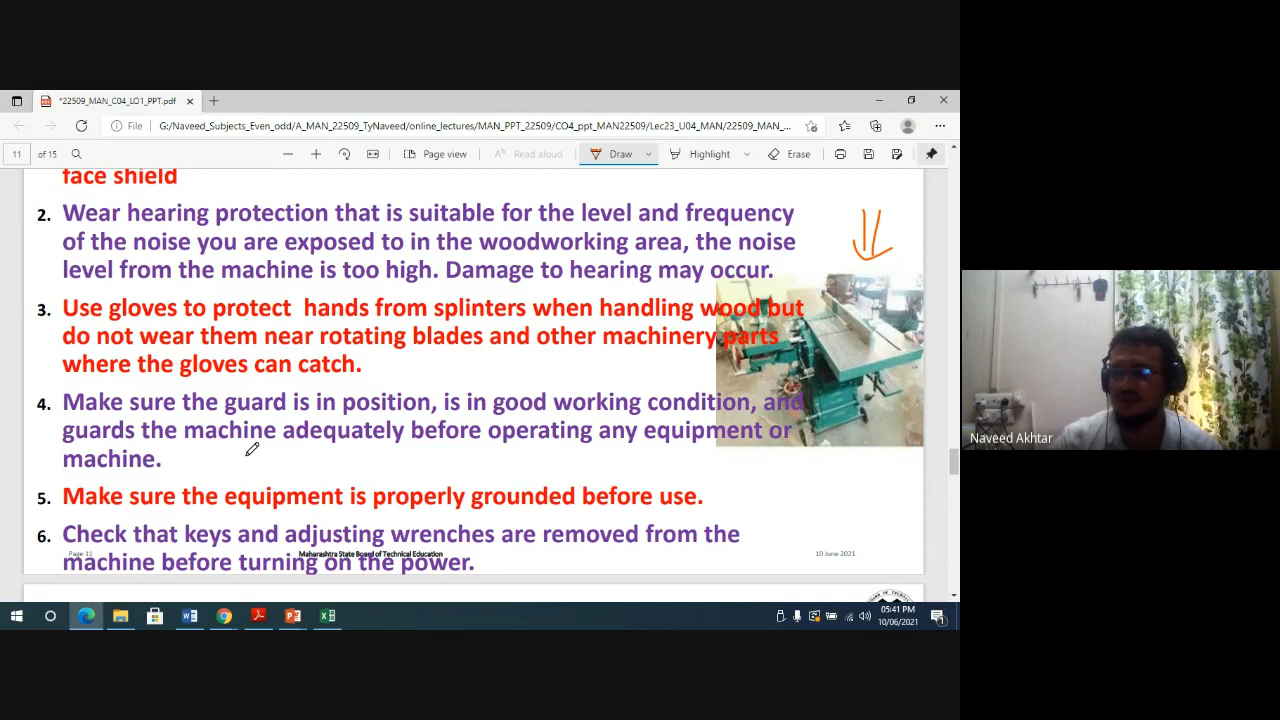 *22509_MAN_C04_LO1_PPT.pdf
File G:/Naveed_Subjects_Even_odd/A_MAN_22509_TyNaveed/online_lectures/MAN_PPT_22509/CO4_ppt_MAN22509/Lec23_U04_MAN/22509_MAN_...
11 of 15 Page view Read aloud Draw Highlight Erase
face shield
2. Wear hearing protection that is suitable for the level and frequency
of the noise you are exposed to in the woodworking area, the noise
level from the machine is too high. Damage to hearing may occur.
3. Use gloves to protect hands from splinters when handling wood but
do not wear them near rotating blades and other machinery parts
where the gloves can catch.
4. Make sure the guard is in position, is in good working condition, and
guards the machine adequately before operating any equipment or
machine.
5. Make sure the equipment is properly grounded before use.
6. Check that keys and adjusting wrenches are removed from the
Page 11 Maharashtra State Board of Technical Education 10 June 2021
machine before turning on the power.
Naveed Akhtar
05:41 PM
10/06/2021